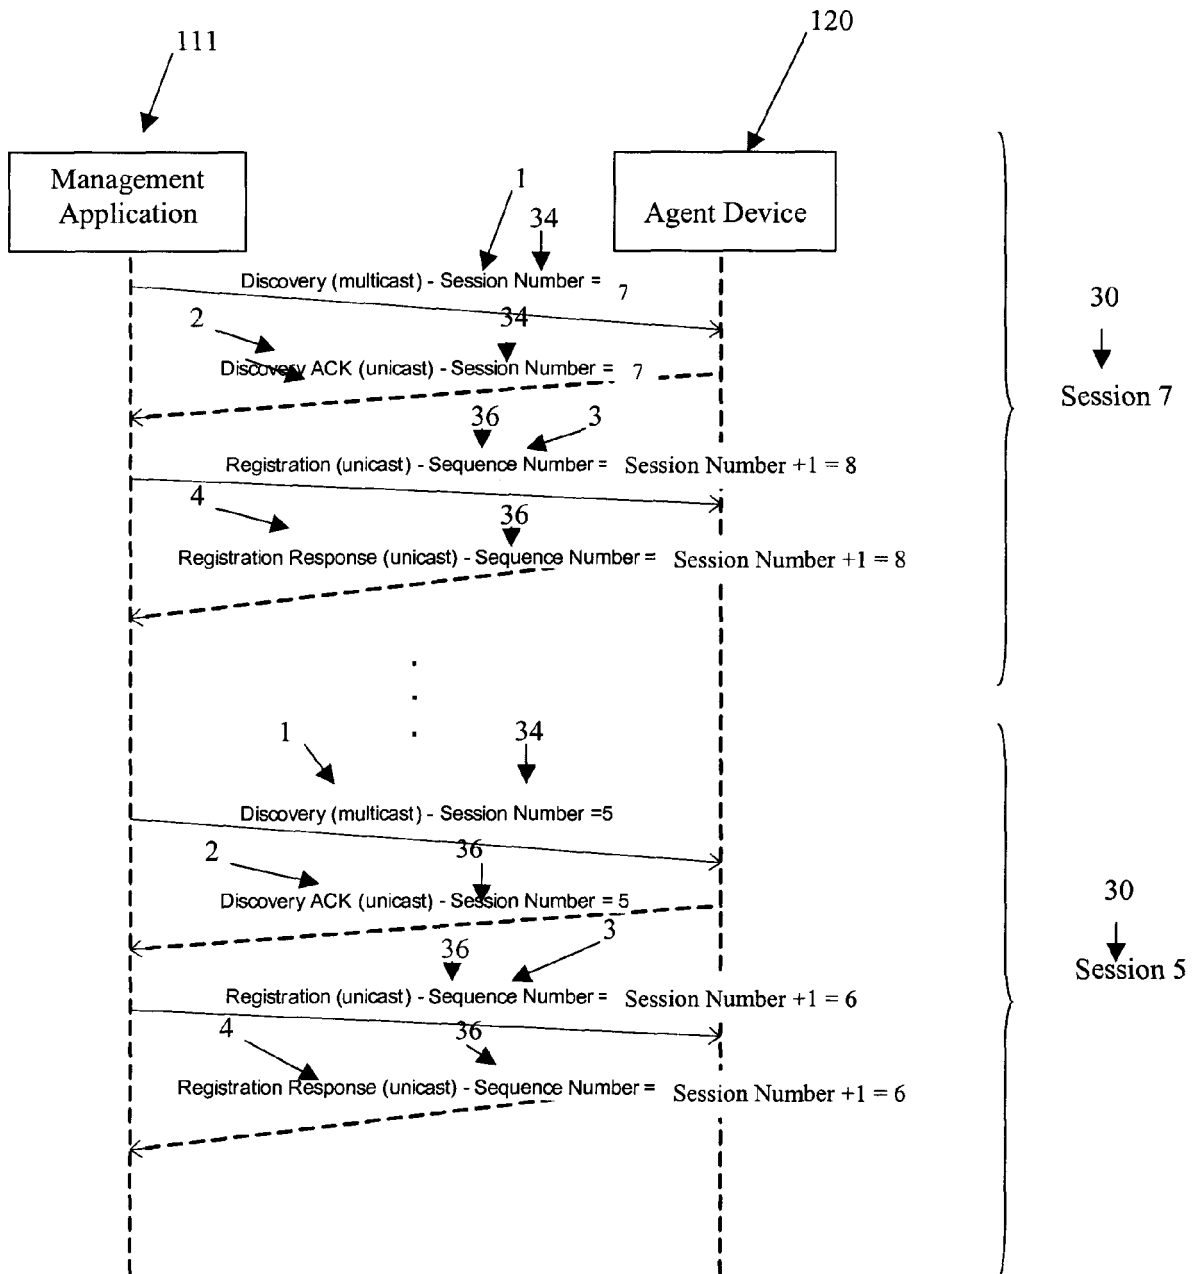 111
120
Management
Application
Agent Device
1
34
Discovery (multicast) - Session Number = 7
2
34
Discovery ACK (unicast) - Session Number = 7
36
3
Registration (unicast) - Sequence Number = Session Number +1 = 8
4
36
Registration Response (unicast) - Sequence Number = Session Number +1 = 8
30
Session 7
.
.
.
1
34
Discovery (multicast) - Session Number =5
2
36
Discovery ACK (unicast) - Session Number = 5
36
3
Registration (unicast) - Sequence Number = Session Number +1 = 6
4
36
Registration Response (unicast) - Sequence Number = Session Number +1 = 6
30
Session 5